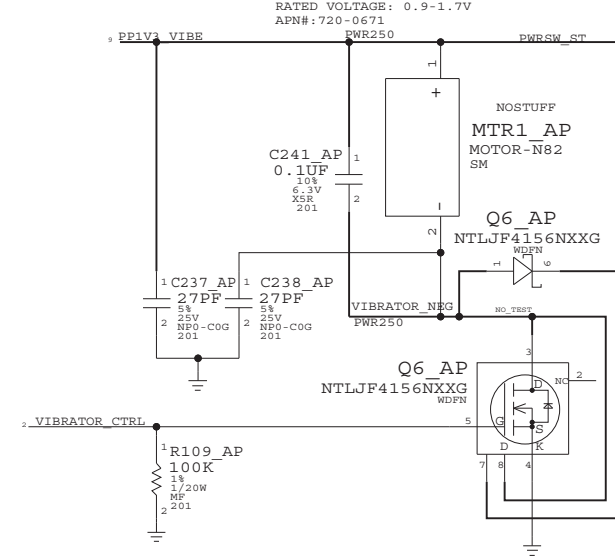 RATED VOLTAGE: 0.9-1.7V
APN#:720-0671
9 PP1V3_VIBE
PWR250
PWRSW_ST
1
+
NOSTUFF
MTR1_AP
MOTOR-N82
SM
C241_AP 1
0.1UF
10%
6.3V
X5R 2
201
-
2
Q6_AP
NTLJF4156NXXG
WDFN
1 6
1 C237_AP
27PF
5%
25V
2 NP0-C0G
201
1 C238_AP
27PF
5%
25V
2 NP0-C0G
201
VIBRATOR_NEG
PWR250
NO_TEST
Q6_AP
NTLJF4156NXXG
WDFN
3
D
NC 2
2 VIBRATOR_CTRL
5 G
S
D K
7 8 4
1 R109_AP
100K
1%
1/20W
MF
2 201